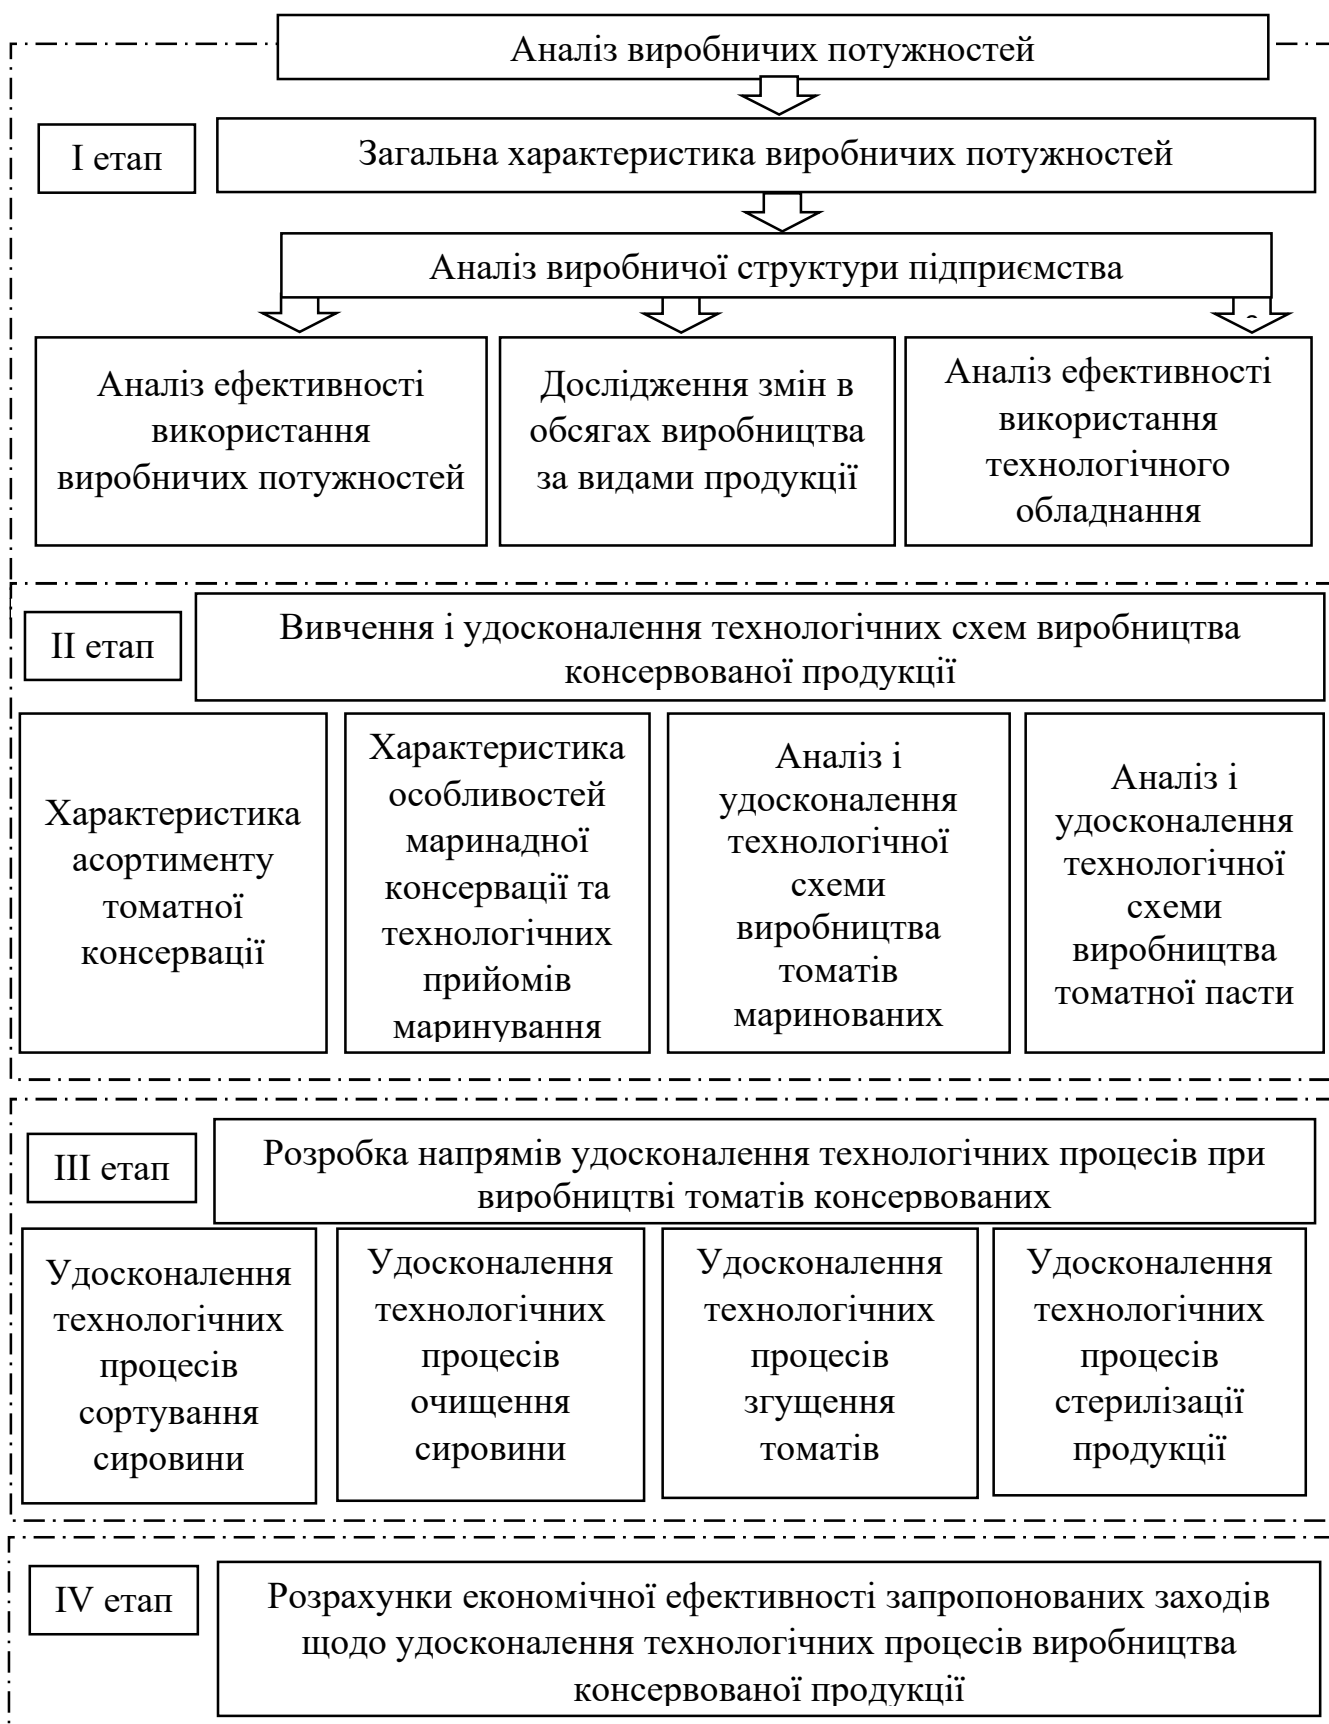 Аналіз виробничих потужностей
І етап
Загальна характеристика виробничих потужностей
Аналіз виробничої структури підприємства
Аналіз ефективності
використання
виробничих потужностей
Дослідження змін в
обсягах виробництва
за видами продукції
Аналіз ефективності
використання
технологічного
обладнання
ІІ етап
Вивчення і удосконалення технологічних схем виробництва
консервованої продукції
Характеристика
асортименту
томатної
консервації
Характеристика
особливостей
маринадної
консервації та
технологічних
прийомів
маринування
Аналіз і
удосконалення
технологічної
схеми
виробництва
томатів
маринованих
Аналіз і
удосконалення
технологічної
схеми
виробництва
томатної пасти
ІІІ етап
Розробка напрямів удосконалення технологічних процесів при
виробництві томатів консервованих
Удосконалення
технологічних
процесів
сортування
сировини
Удосконалення
технологічних
процесів
очищення
сировини
Удосконалення
технологічних
процесів
згущення
томатів
Удосконалення
технологічних
процесів
стерилізації
продукції
IV етап
Розрахунки економічної ефективності запропонованих заходів
щодо удосконалення технологічних процесів виробництва
консервованої продукції